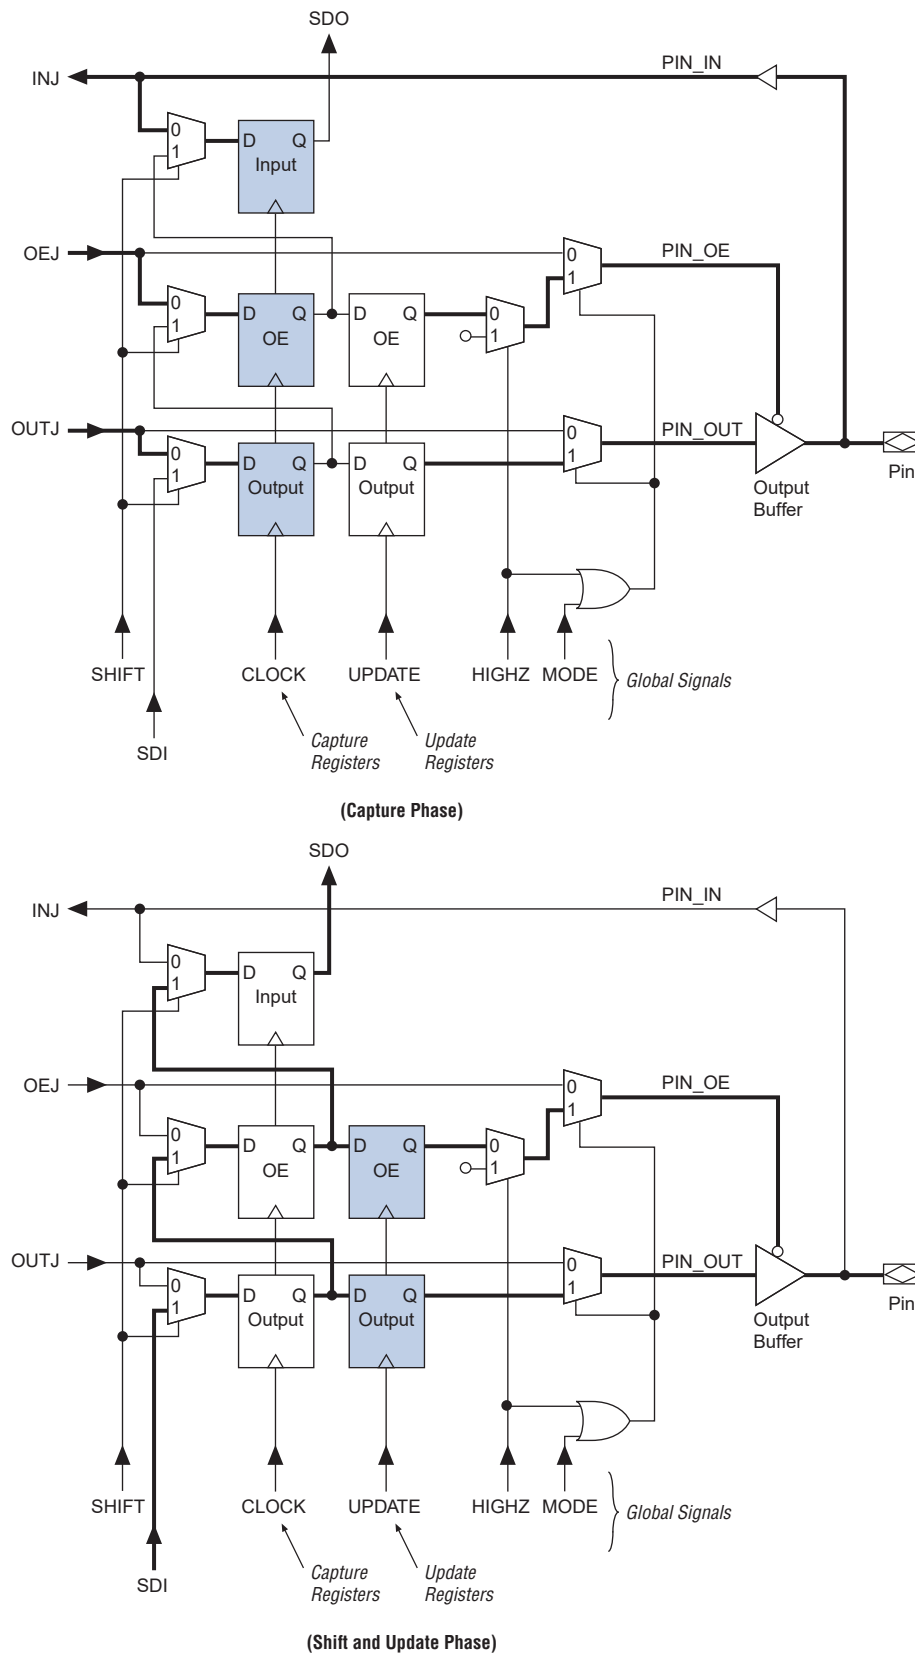 SDO
INJ
PIN_IN
0
1
D Q
Input
OEJ
0
1
PIN_OE
0
1
D Q
OE
D Q
OE
0
1
OUTJ
0
1
PIN_OUT
0
1
D Q
Output
D Q
Output
Output
Buffer
Pin
SHIFT
CLOCK
UPDATE
HIGHZ
MODE
Global Signals
SDI
Capture
Registers
Update
Registers
(Capture Phase)
SDO
INJ
PIN_IN
0
1
D Q
Input
OEJ
0
1
PIN_OE
0
1
D Q
OE
D Q
OE
0
1
OUTJ
0
1
PIN_OUT
0
1
D Q
Output
D Q
Output
Output
Buffer
Pin
SHIFT
CLOCK
UPDATE
HIGHZ
MODE
Global Signals
SDI
Capture
Registers
Update
Registers
(Shift and Update Phase)